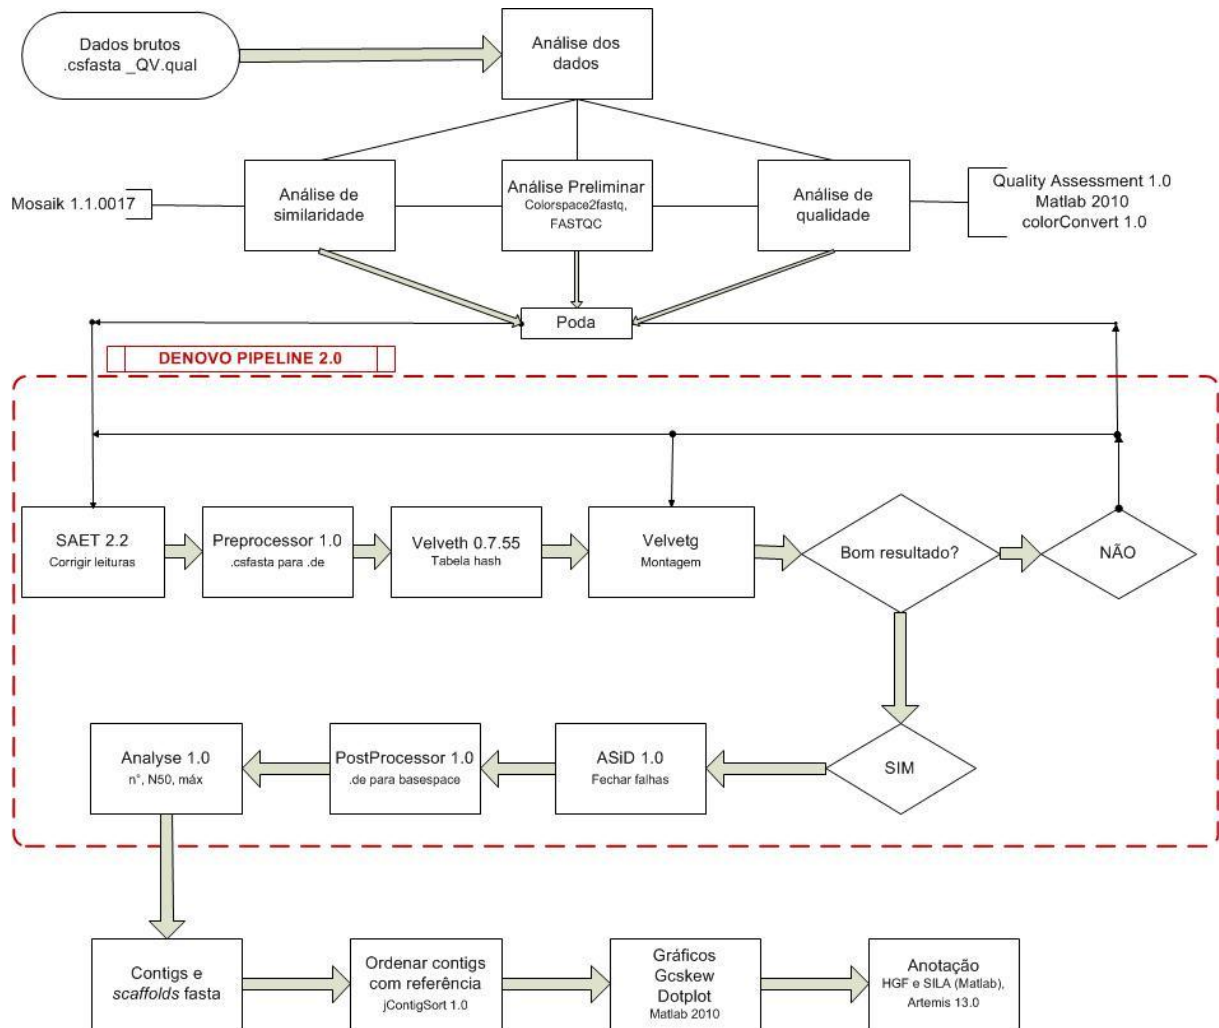 Dados brutos
.csfasta _QV.qual
Análise dos
dados
Mosaik 1.1.0017
Análise de
similaridade
Análise Preliminar
Colorspace2fastq,
FASTQC
Análise de
qualidade
Quality Assessment 1.0
Matlab 2010
colorConvert 1.0
Poda
DENOVO PIPELINE 2.0
SAET 2.2
Corrigir leituras
Preprocessor 1.0
.csfasta para .de
Velveth 0.7.55
Tabela hash
Velvetg
Montagem
Bom resultado?
NÃO
Analyse 1.0
n°, N50, máx
PostProcessor 1.0
.de para basespace
ASiD 1.0
Fechar falhas
SIM
Contigs e
scaffolds fasta
Ordenar contigs
com referência
jContigSort 1.0
Gráficos
Gcskew
Dotplot
Matlab 2010
Anotação
HGF e SILA (Matlab),
Artemis 13.0